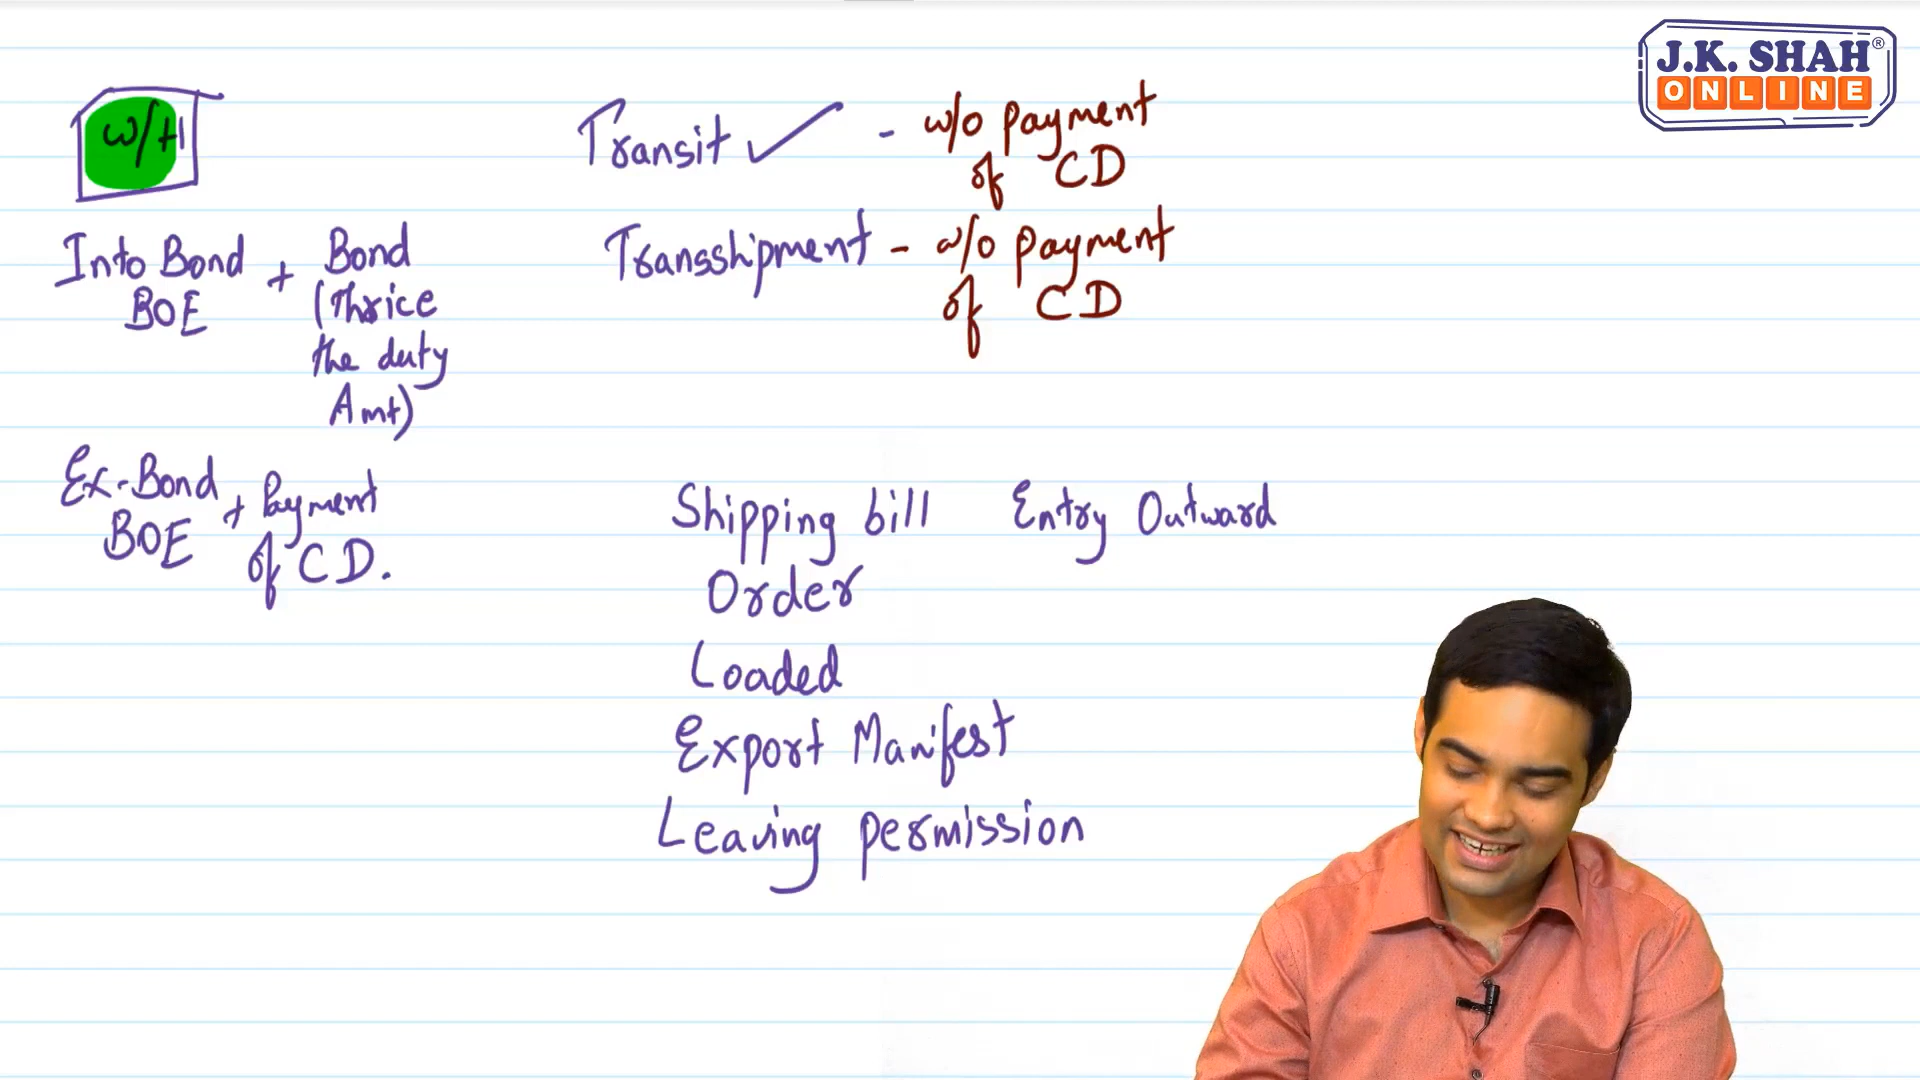 J.K. SHAH®
ONLINE
W/H
Into Bond + Bond
BOE (Thrice
the duty
Amt)
Ex-Bond + Payment
BOE of CD.
Transit ✓ - w/o payment
of CD
Transshipment - w/o payment
of CD
Shipping bill Entry Outward
Order
Loaded
Export Manifest
Leaving permission